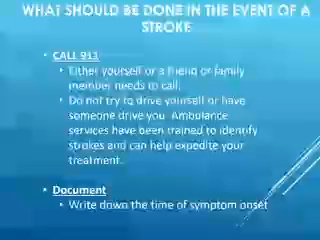 WHAT SHOULD BE DONE IN THE EVENT OF A
STROKE
• CALL 911
• Either yourself or a friend or family
member needs to call.
• Do not try to drive yourself or have
someone drive you. Ambulance
services have been trained to identify
strokes and can help expedite your
treatment.
• Document
• Write down the time of symptom onset